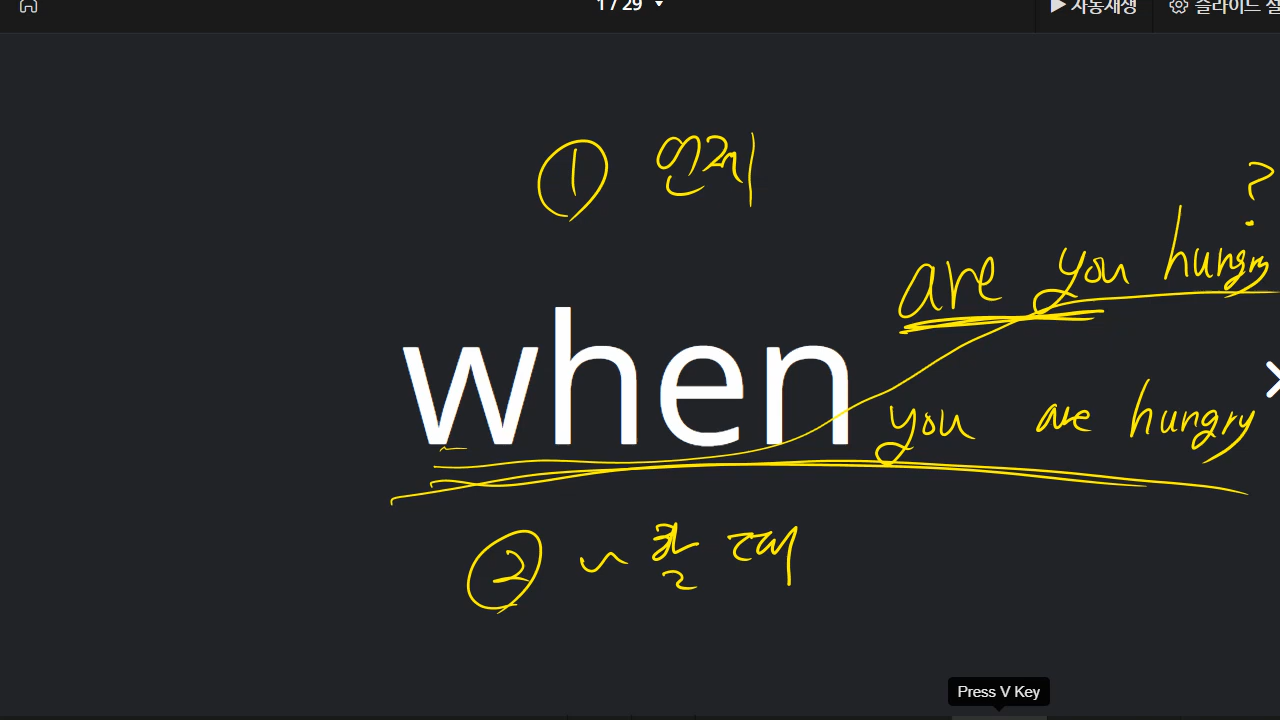 1 / 29
자동재생
슬라이드 설
① 언제
?
are you hungry
when
you are hungry
② ~ 할 때
Press V Key